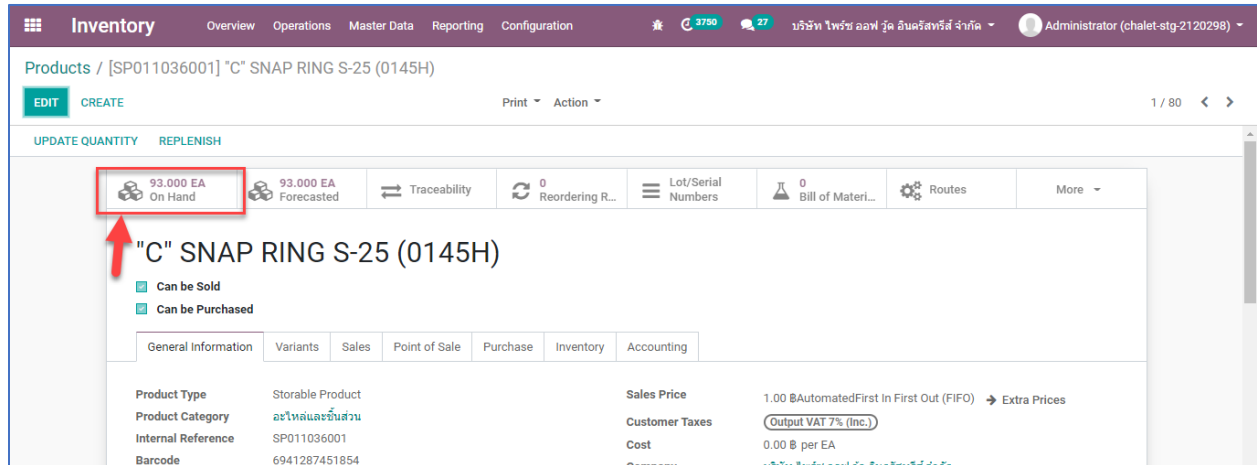 Inventory Overview Operations Master Data Reporting Configuration 3750 27 บริษัท ไพร์ซ ออฟ วู้ด อินดรัสทรีส์ จำกัด Administrator (chalet-stg-2120298)
Products / [SP011036001] "C" SNAP RING S-25 (0145H)
EDIT CREATE Print Action 1 / 80
UPDATE QUANTITY REPLENISH
93.000 EA On Hand
93.000 EA Forecasted
Traceability
0 Reordering R...
Lot/Serial Numbers
0 Bill of Materi...
Routes
More
"C" SNAP RING S-25 (0145H)
Can be Sold
Can be Purchased
General Information Variants Sales Point of Sale Purchase Inventory Accounting
Product Type Storable Product
Product Category อะไหล่และชิ้นส่วน
Internal Reference SP011036001
Barcode 6941287451854
Sales Price 1.00 ฿AutomatedFirst In First Out (FIFO) Extra Prices
Customer Taxes Output VAT 7% (Inc.)
Cost 0.00 ฿ per EA